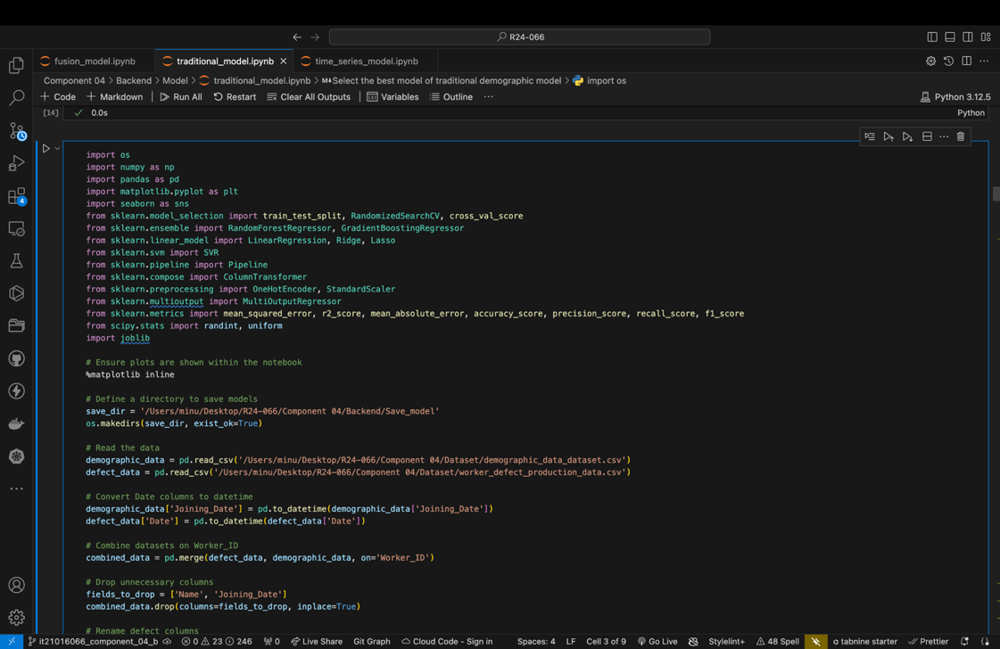 R24-066
fusion_model.ipynb
traditional_model.ipynb
time_series_model.ipynb
Component 04 > Backend > Model > traditional_model.ipynb > M↓Select the best model of traditional demographic model > import os
+ Code + Markdown Run All Restart Clear All Outputs Variables Outline ... Python 3.12.5
[14] ✓ 0.0s Python
import os
import numpy as np
import pandas as pd
import matplotlib.pyplot as plt
import seaborn as sns
from sklearn.model_selection import train_test_split, RandomizedSearchCV, cross_val_score
from sklearn.ensemble import RandomForestRegressor, GradientBoostingRegressor
from sklearn.linear_model import LinearRegression, Ridge, Lasso
from sklearn.svm import SVR
from sklearn.pipeline import Pipeline
from sklearn.compose import ColumnTransformer
from sklearn.preprocessing import OneHotEncoder, StandardScaler
from sklearn.multioutput import MultiOutputRegressor
from sklearn.metrics import mean_squared_error, r2_score, mean_absolute_error, accuracy_score, precision_score, recall_score, f1_score
from scipy.stats import randint, uniform
import joblib
# Ensure plots are shown within the notebook
%matplotlib inline
# Define a directory to save models
save_dir = '/Users/minu/Desktop/R24-066/Component 04/Backend/Save_model'
os.makedirs(save_dir, exist_ok=True)
# Read the data
demographic_data = pd.read_csv('/Users/minu/Desktop/R24-066/Component 04/Dataset/demographic_data_dataset.csv')
defect_data = pd.read_csv('/Users/minu/Desktop/R24-066/Component 04/Dataset/worker_defect_production_data.csv')
# Convert Date columns to datetime
demographic_data['Joining_Date'] = pd.to_datetime(demographic_data['Joining_Date'])
defect_data['Date'] = pd.to_datetime(defect_data['Date'])
# Combine datasets on Worker_ID
combined_data = pd.merge(defect_data, demographic_data, on='Worker_ID')
# Drop unnecessary columns
fields_to_drop = ['Name', 'Joining_Date']
combined_data.drop(columns=fields_to_drop, inplace=True)
# Rename defect columns
4
it21016066_component_04_b 0 23 246 0 Live Share Git Graph Cloud Code - Sign in Spaces: 4 LF Cell 3 of 9 Go Live Stylelint+ 48 Spell tabnine starter Prettier